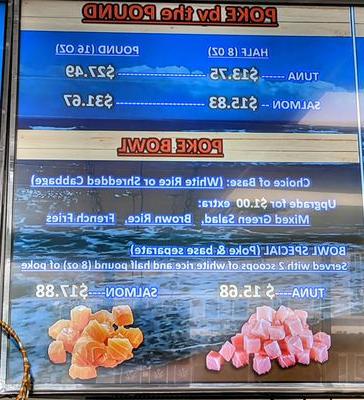 POKE by the POUND
HALF (8 OZ) POUND (16 OZ)
TUNA -- $13.75 ---------------------- $27.49
SALMON -- $15.83 ---------------------- $31.67
POKE BOWL
Choice of Base: (White Rice or Shredded Cabbage)
Upgrade for $1.00 extra:
Mixed Green Salad, Brown Rice, French Fries
BOWL SPECIAL (Poke & base separate)
Served with 2 scoops of white rice and half pound (8 oz) of poke
TUNA----$ 15.68 SALMON----$17.88